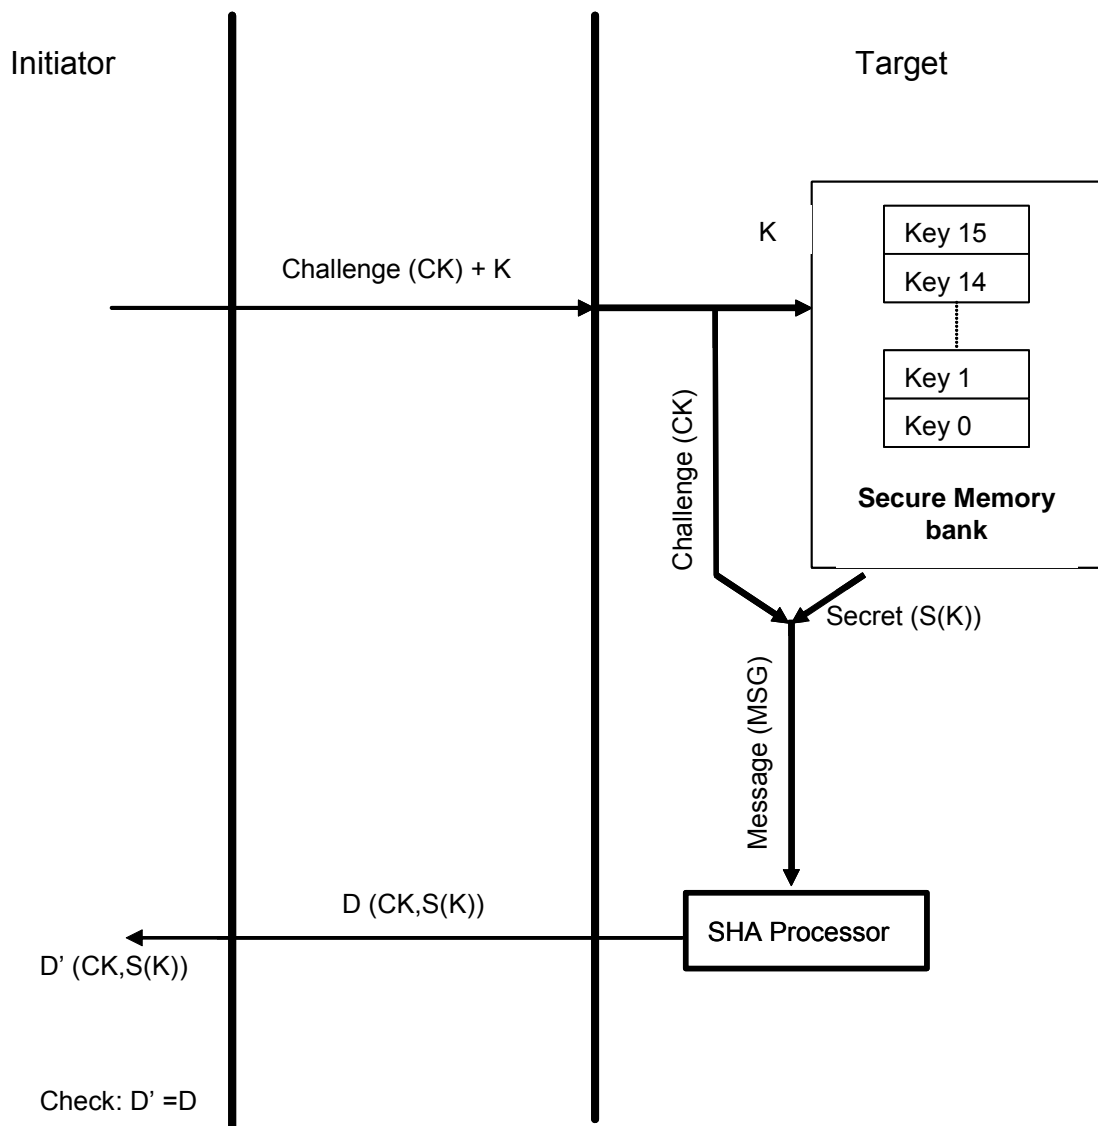 Initiator
Target
K
Key 15
Challenge (CK) + K
Key 14
Key 1
Key 0
Challenge (CK)
Secure Memory
bank
Secret (S(K))
Message (MSG)
D (CK,S(K))
SHA Processor
D’ (CK,S(K))
Check: D’ =D